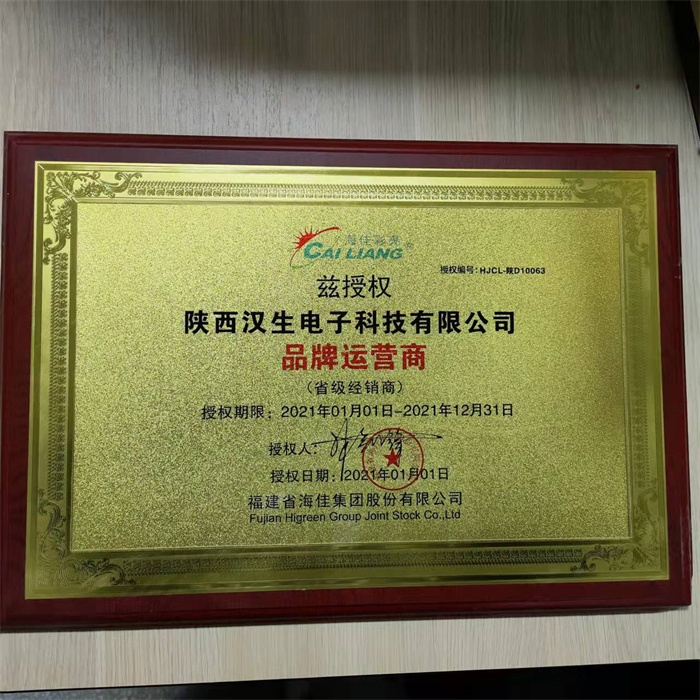 海佳彩亮
CAI LIANG®
授权编号：HJCL-陕D10063
兹授权
陕西汉生电子科技有限公司
品牌运营商
（省级经销商）
授权期限：2021年01月01日-2021年12月31日
授权人：
授权日期：2021年01月01日
福建省海佳集团股份有限公司
Fujian Higreen Group Joint Stock Co.,Ltd